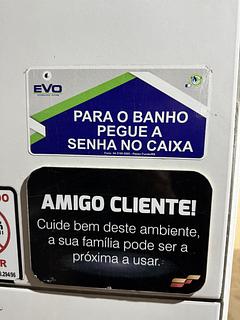 EVO
PARA O BANHO
PEGUE A
SENHA NO CAIXA
AMIGO CLIENTE!
Cuide bem deste ambiente,
a sua família pode ser a
próxima a usar.